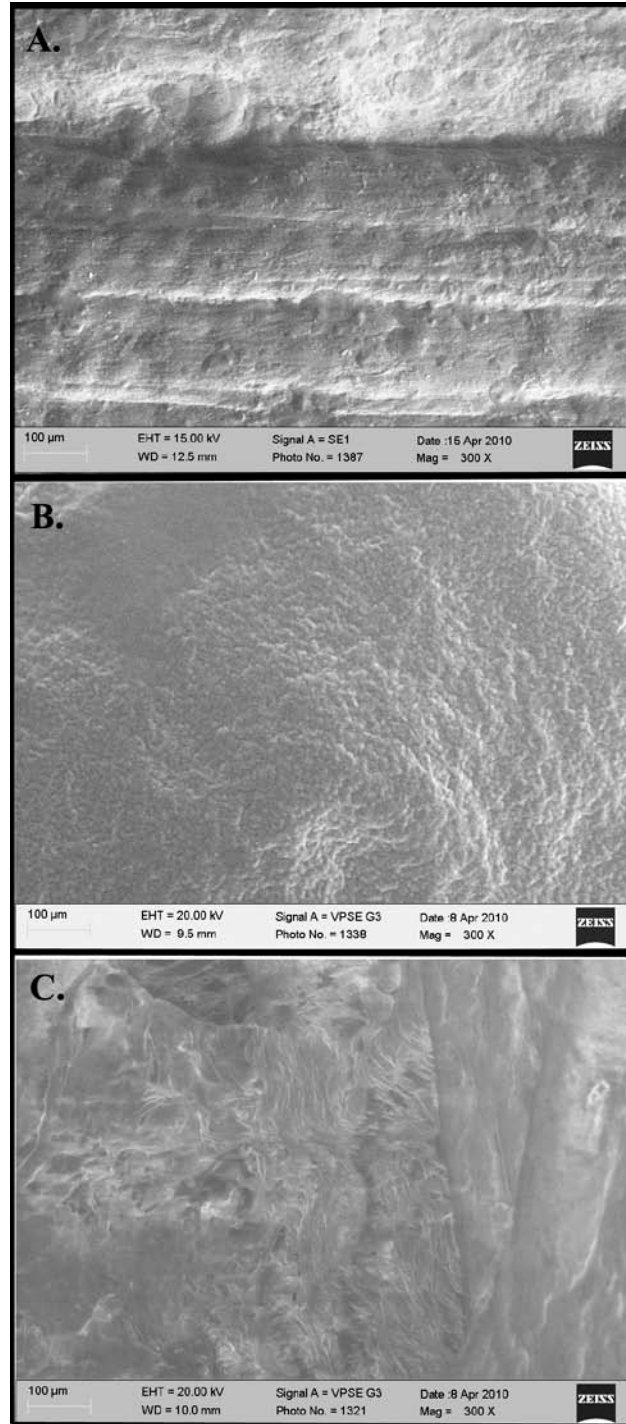 A.
100 µm EHT = 15.00 kV Signal A = SE1 Date :15 Apr 2010 ZEISS
WD = 12.5 mm Photo No. = 1387 Mag = 300 X
B.
100 µm EHT = 20.00 kV Signal A = VPSE G3 Date :8 Apr 2010 ZEISS
WD = 9.5 mm Photo No. = 1338 Mag = 300 X
C.
100 µm EHT = 20.00 kV Signal A = VPSE G3 Date :8 Apr 2010 ZEISS
WD = 10.0 mm Photo No. = 1321 Mag = 300 X